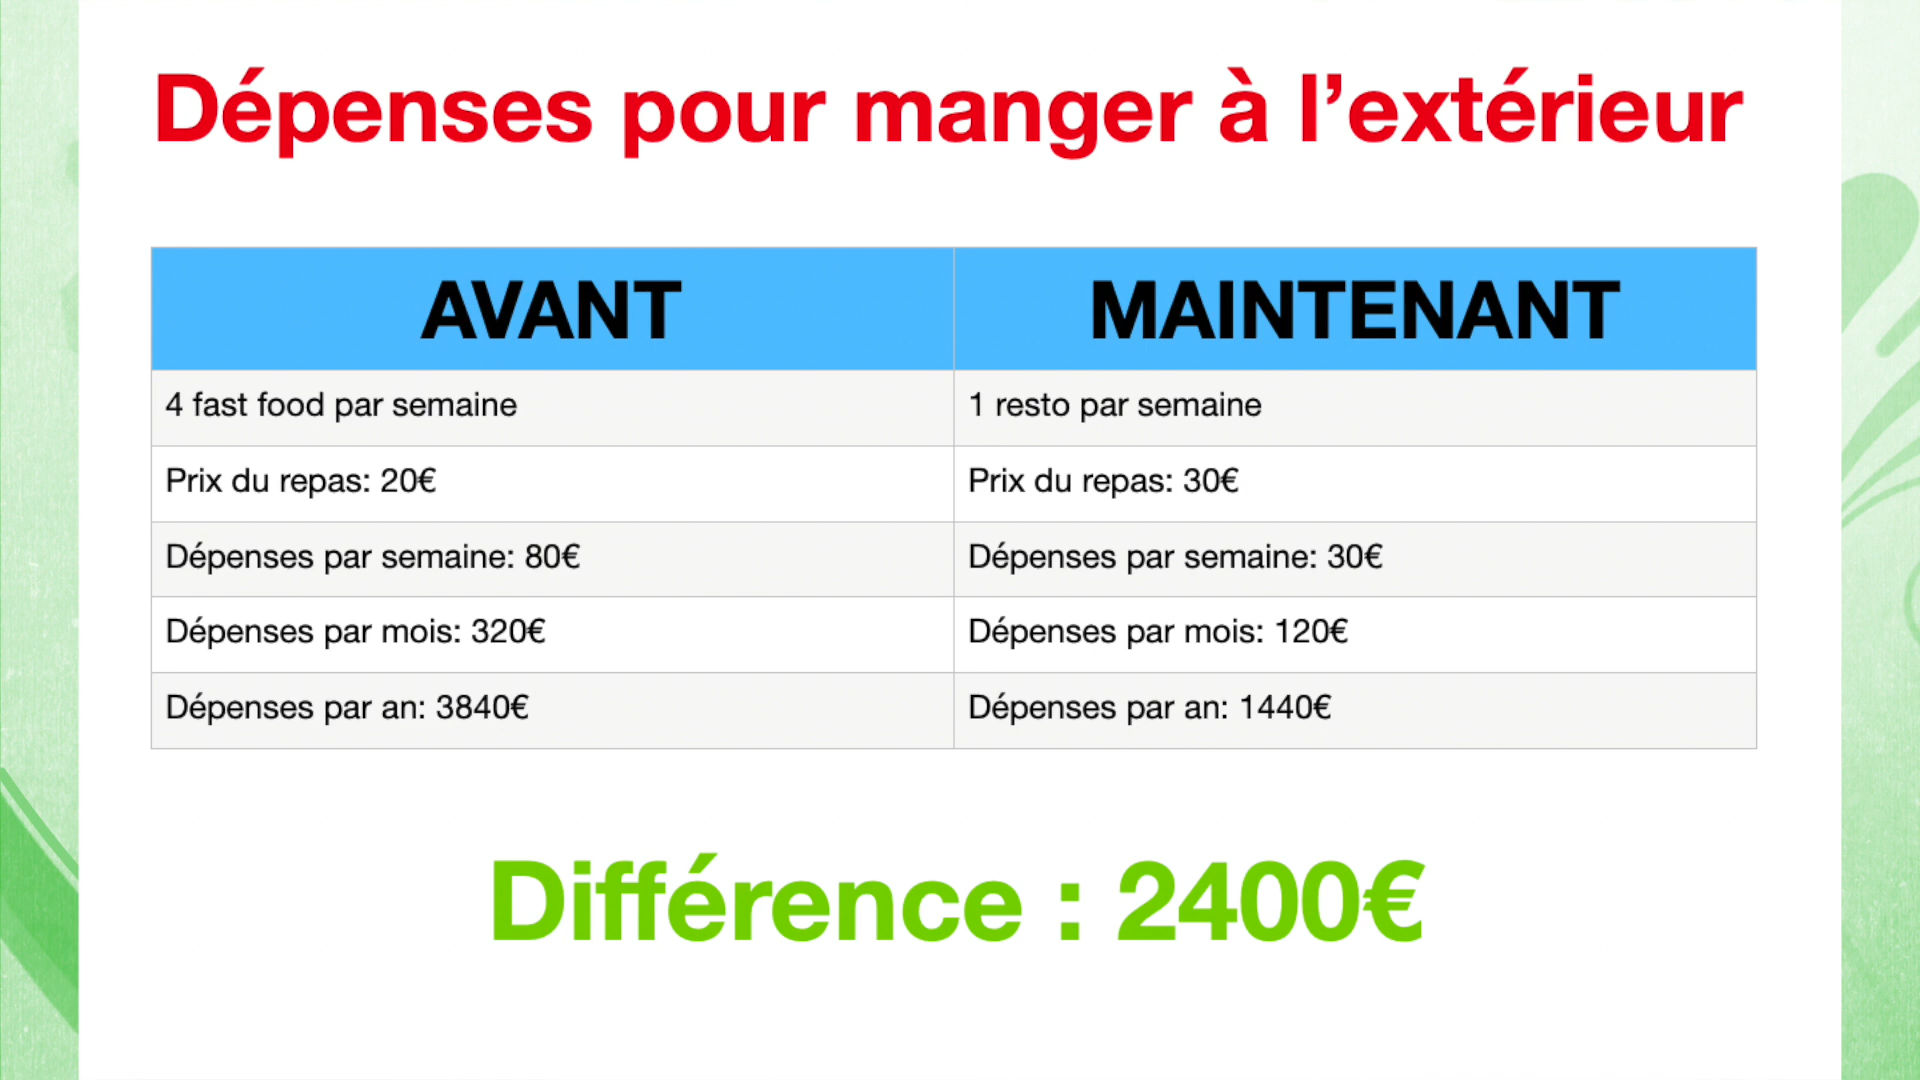 Dépenses pour manger à l’extérieur
AVANT
MAINTENANT
4 fast food par semaine
1 resto par semaine
Prix du repas: 20€
Prix du repas: 30€
Dépenses par semaine: 80€
Dépenses par semaine: 30€
Dépenses par mois: 320€
Dépenses par mois: 120€
Dépenses par an: 3840€
Dépenses par an: 1440€
Différence : 2400€